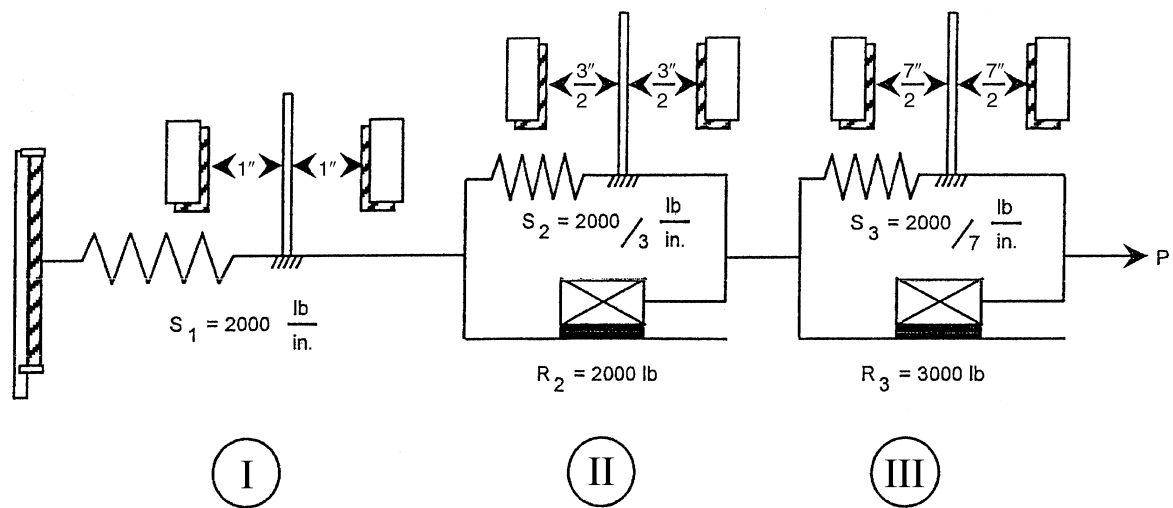 3″/2 3″/2 7″/2 7″/2
1″ 1″
S2 = 2000/3 lb/in.
S3 = 2000/7 lb/in.
P
S1 = 2000 lb/in.
R2 = 2000 lb
R3 = 3000 lb
I II III